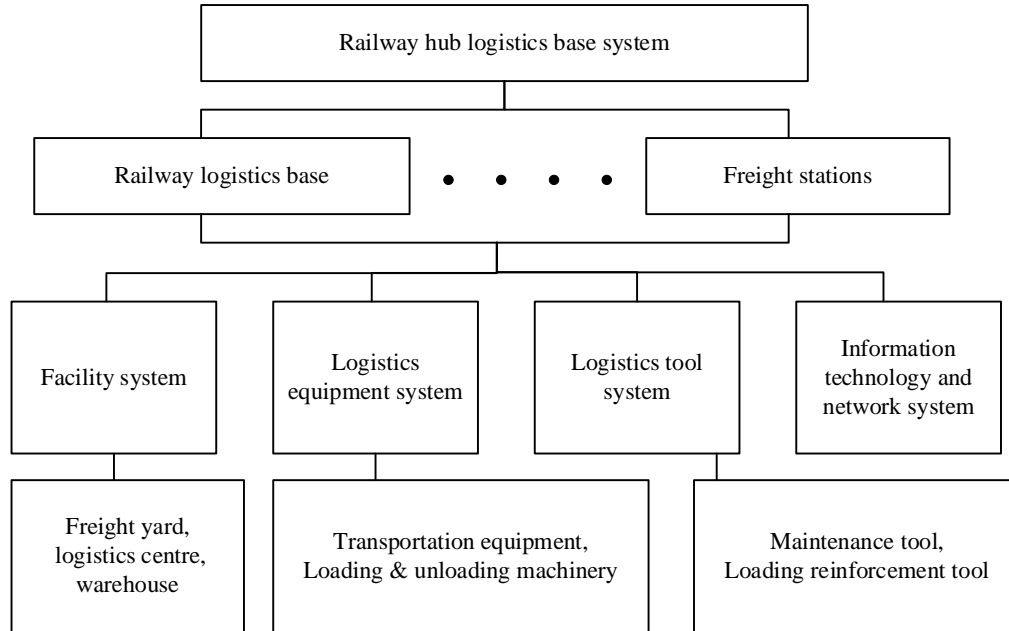 Railway hub logistics base system
Railway logistics base
Freight stations
Facility system
Logistics
equipment system
Logistics tool
system
Information
technology and
network system
Freight yard,
logistics centre,
warehouse
Transportation equipment,
Loading & unloading machinery
Maintenance tool,
Loading reinforcement tool